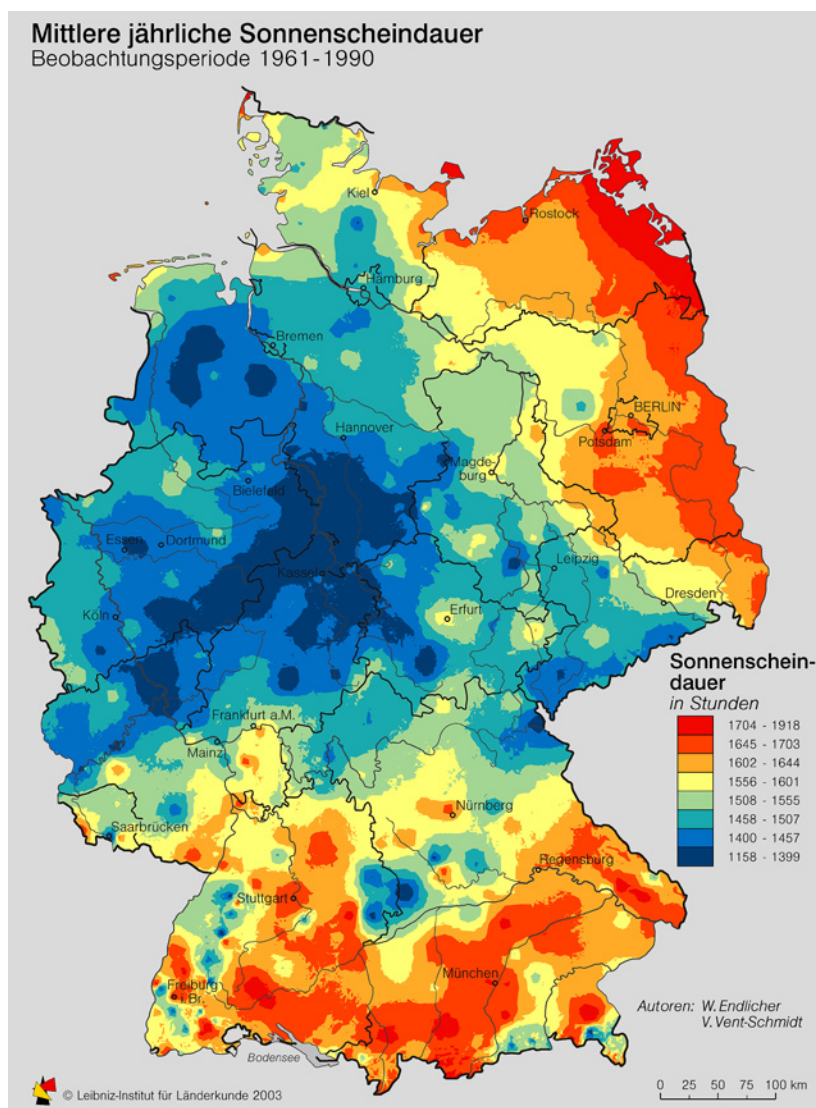 Mittlere jährliche Sonnenscheindauer
Beobachtungsperiode 1961-1990
Kiel
Rostock
Hamburg
Bremen
BERLIN
Potsdam
Hannover
Magde-
burg
Bielefeld
Essen
Dortmund
Leipzig
Kassel
Dresden
Köln
Erfurt
Sonnenschein-
dauer
in Stunden
1704 - 1918
1645 - 1703
1602 - 1644
1556 - 1601
1508 - 1555
1458 - 1507
1400 - 1457
1158 - 1399
Frankfurt a.M.
Mainz
Nürnberg
Saarbrücken
Regensburg
Stuttgart
München
Freiburg
i.Br.
Autoren: W.Endlicher
V.Vent-Schmidt
Bodensee
© Leibniz-Institut für Länderkunde 2003
0 25 50 75 100 km